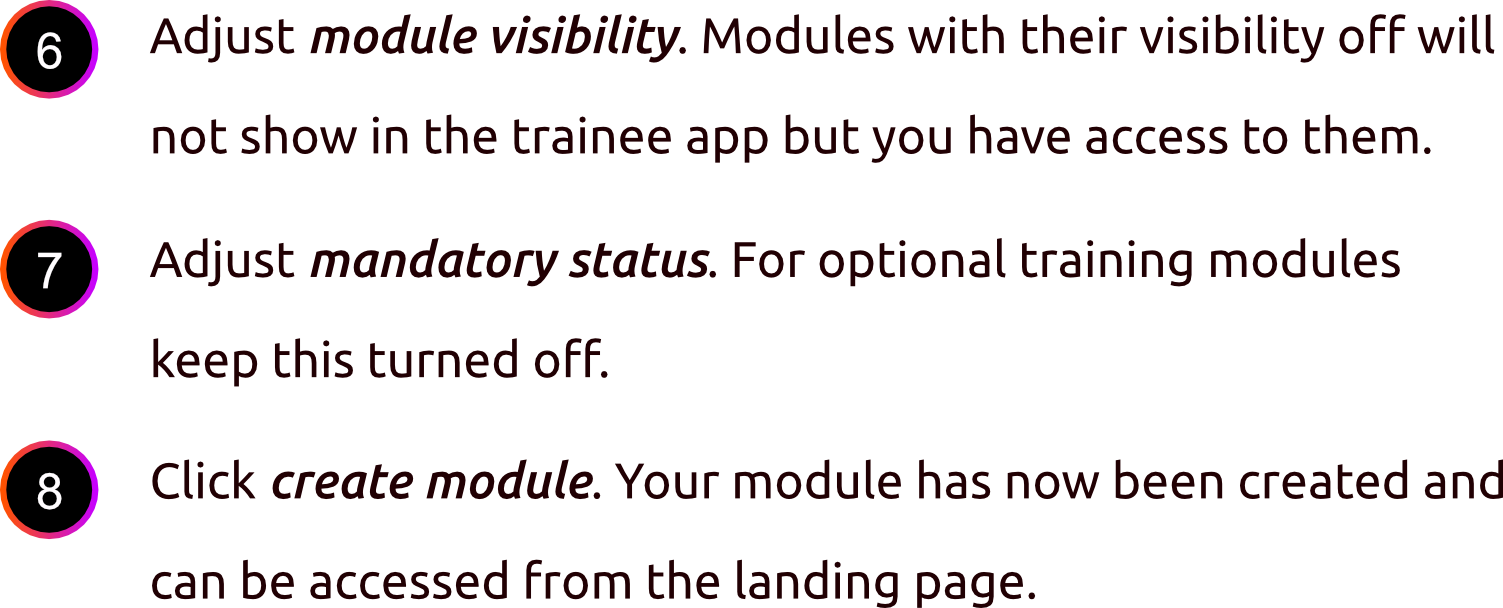 6 Adjust module visibility. Modules with their visibility off will
not show in the trainee app but you have access to them.
7 Adjust mandatory status. For optional training modules
keep this turned off.
8 Click create module. Your module has now been created and
can be accessed from the landing page.